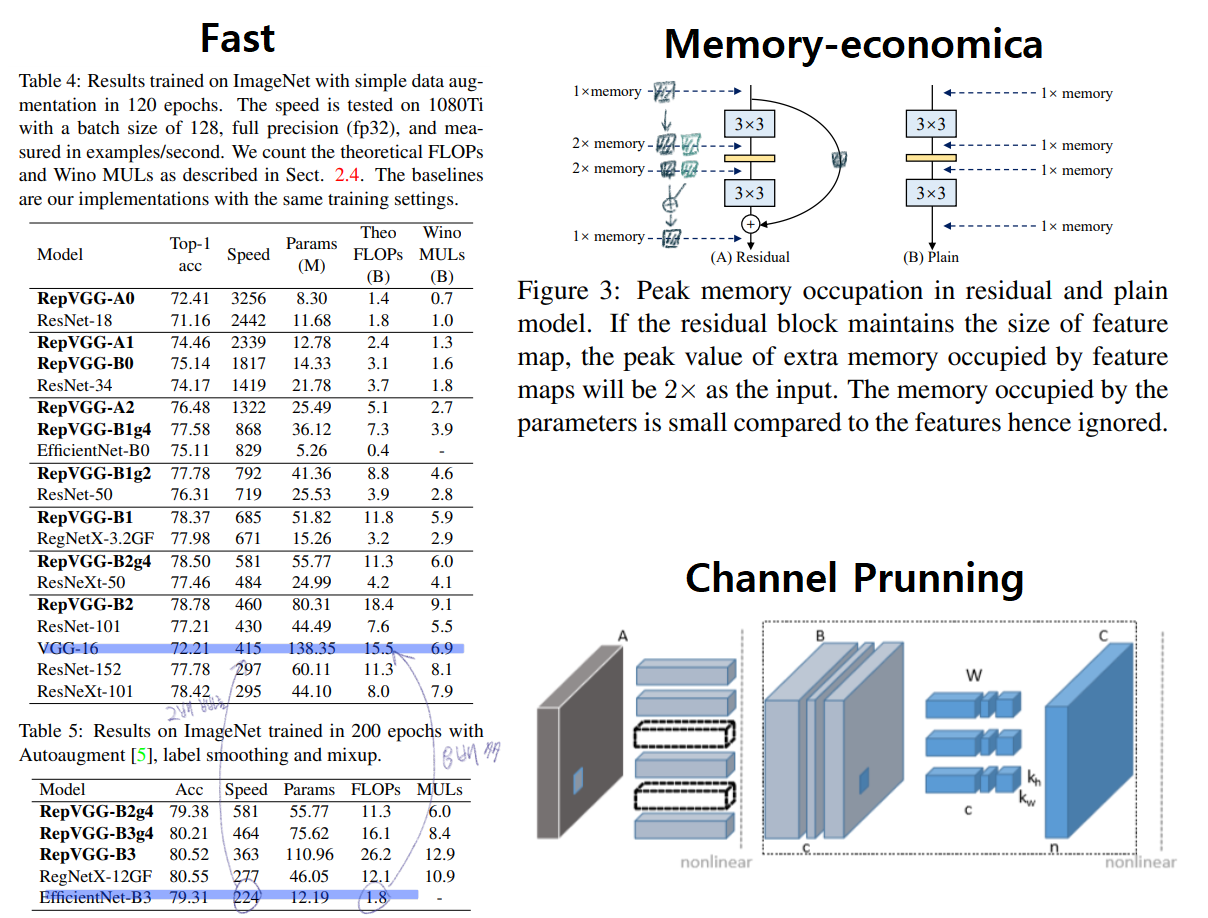 Fast
Table 4: Results trained on ImageNet with simple data aug-
mentation in 120 epochs. The speed is tested on 1080Ti
with a batch size of 128, full precision (fp32), and mea-
sured in examples/second. We count the theoretical FLOPs
and Wino MULs as described in Sect. 2.4. The baselines
are our implementations with the same training settings.
Model Top-1 acc Speed Params (M) Theo FLOPs (B) Wino MULs (B)
RepVGG-A0 72.41 3256 8.30 1.4 0.7
ResNet-18 71.16 2442 11.68 1.8 1.0
RepVGG-A1 74.46 2339 12.78 2.4 1.3
RepVGG-B0 75.14 1817 14.33 3.1 1.6
ResNet-34 74.17 1419 21.78 3.7 1.8
RepVGG-A2 76.48 1322 25.49 5.1 2.7
RepVGG-B1g4 77.58 868 36.12 7.3 3.9
EfficientNet-B0 75.11 829 5.26 0.4 -
RepVGG-B1g2 77.78 792 41.36 8.8 4.6
ResNet-50 76.31 719 25.53 3.9 2.8
RepVGG-B1 78.37 685 51.82 11.8 5.9
RegNetX-3.2GF 77.98 671 15.26 3.2 2.9
RepVGG-B2g4 78.50 581 55.77 11.3 6.0
ResNeXt-50 77.46 484 24.99 4.2 4.1
RepVGG-B2 78.78 460 80.31 18.4 9.1
ResNet-101 77.21 430 44.49 7.6 5.5
VGG-16 72.21 415 138.35 15.5 6.9
ResNet-152 77.78 297 60.11 11.3 8.1
ResNeXt-101 78.42 295 44.10 8.0 7.9
Table 5: Results on ImageNet trained in 200 epochs with
Autoaugment [5], label smoothing and mixup.
Model Acc Speed Params FLOPs MULs
RepVGG-B2g4 79.38 581 55.77 11.3 6.0
RepVGG-B3g4 80.21 464 75.62 16.1 8.4
RepVGG-B3 80.52 363 110.96 26.2 12.9
RegNetX-12GF 80.55 277 46.05 12.1 10.9
EfficientNet-B3 79.31 224 12.19 1.8 -
Memory-economica
1×memory
2× memory
2× memory
1× memory
3×3
3×3
+
(A) Residual
3×3
3×3
1× memory
1× memory
1× memory
1× memory
(B) Plain
Figure 3: Peak memory occupation in residual and plain
model. If the residual block maintains the size of feature
map, the peak value of extra memory occupied by feature
maps will be 2× as the input. The memory occupied by the
parameters is small compared to the features hence ignored.
Channel Prunning
A
B
C
W
kh
kw
c
c
n
nonlinear
nonlinear